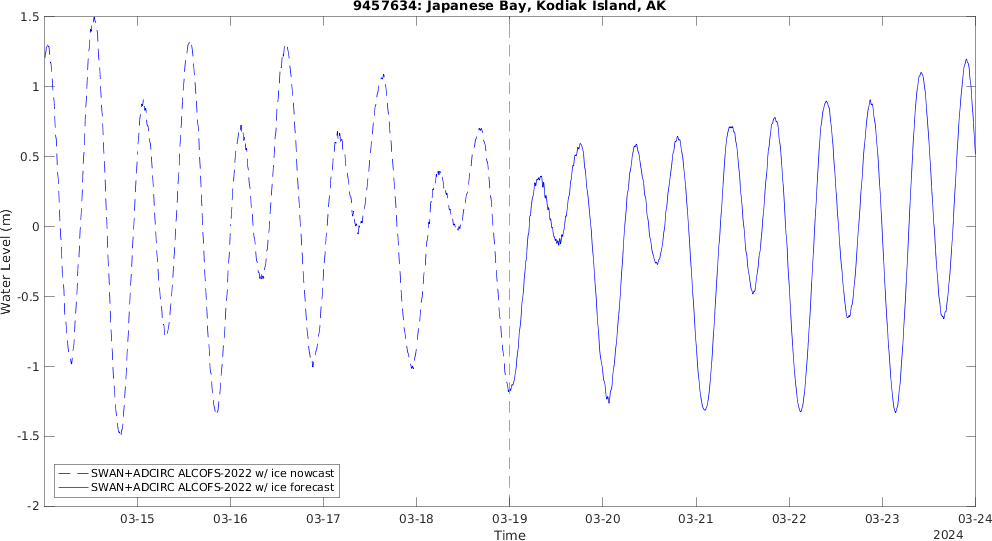 9457634: Japanese Bay, Kodiak Island, AK
1.5
1
0.5
0
-0.5
-1
-1.5
-2
Water Level (m)
SWAN+ADCIRC ALCOFS-2022 w/ ice nowcast
SWAN+ADCIRC ALCOFS-2022 w/ ice forecast
03-15 03-16 03-17 03-18 03-19 03-20 03-21 03-22 03-23 03-24
Time
2024